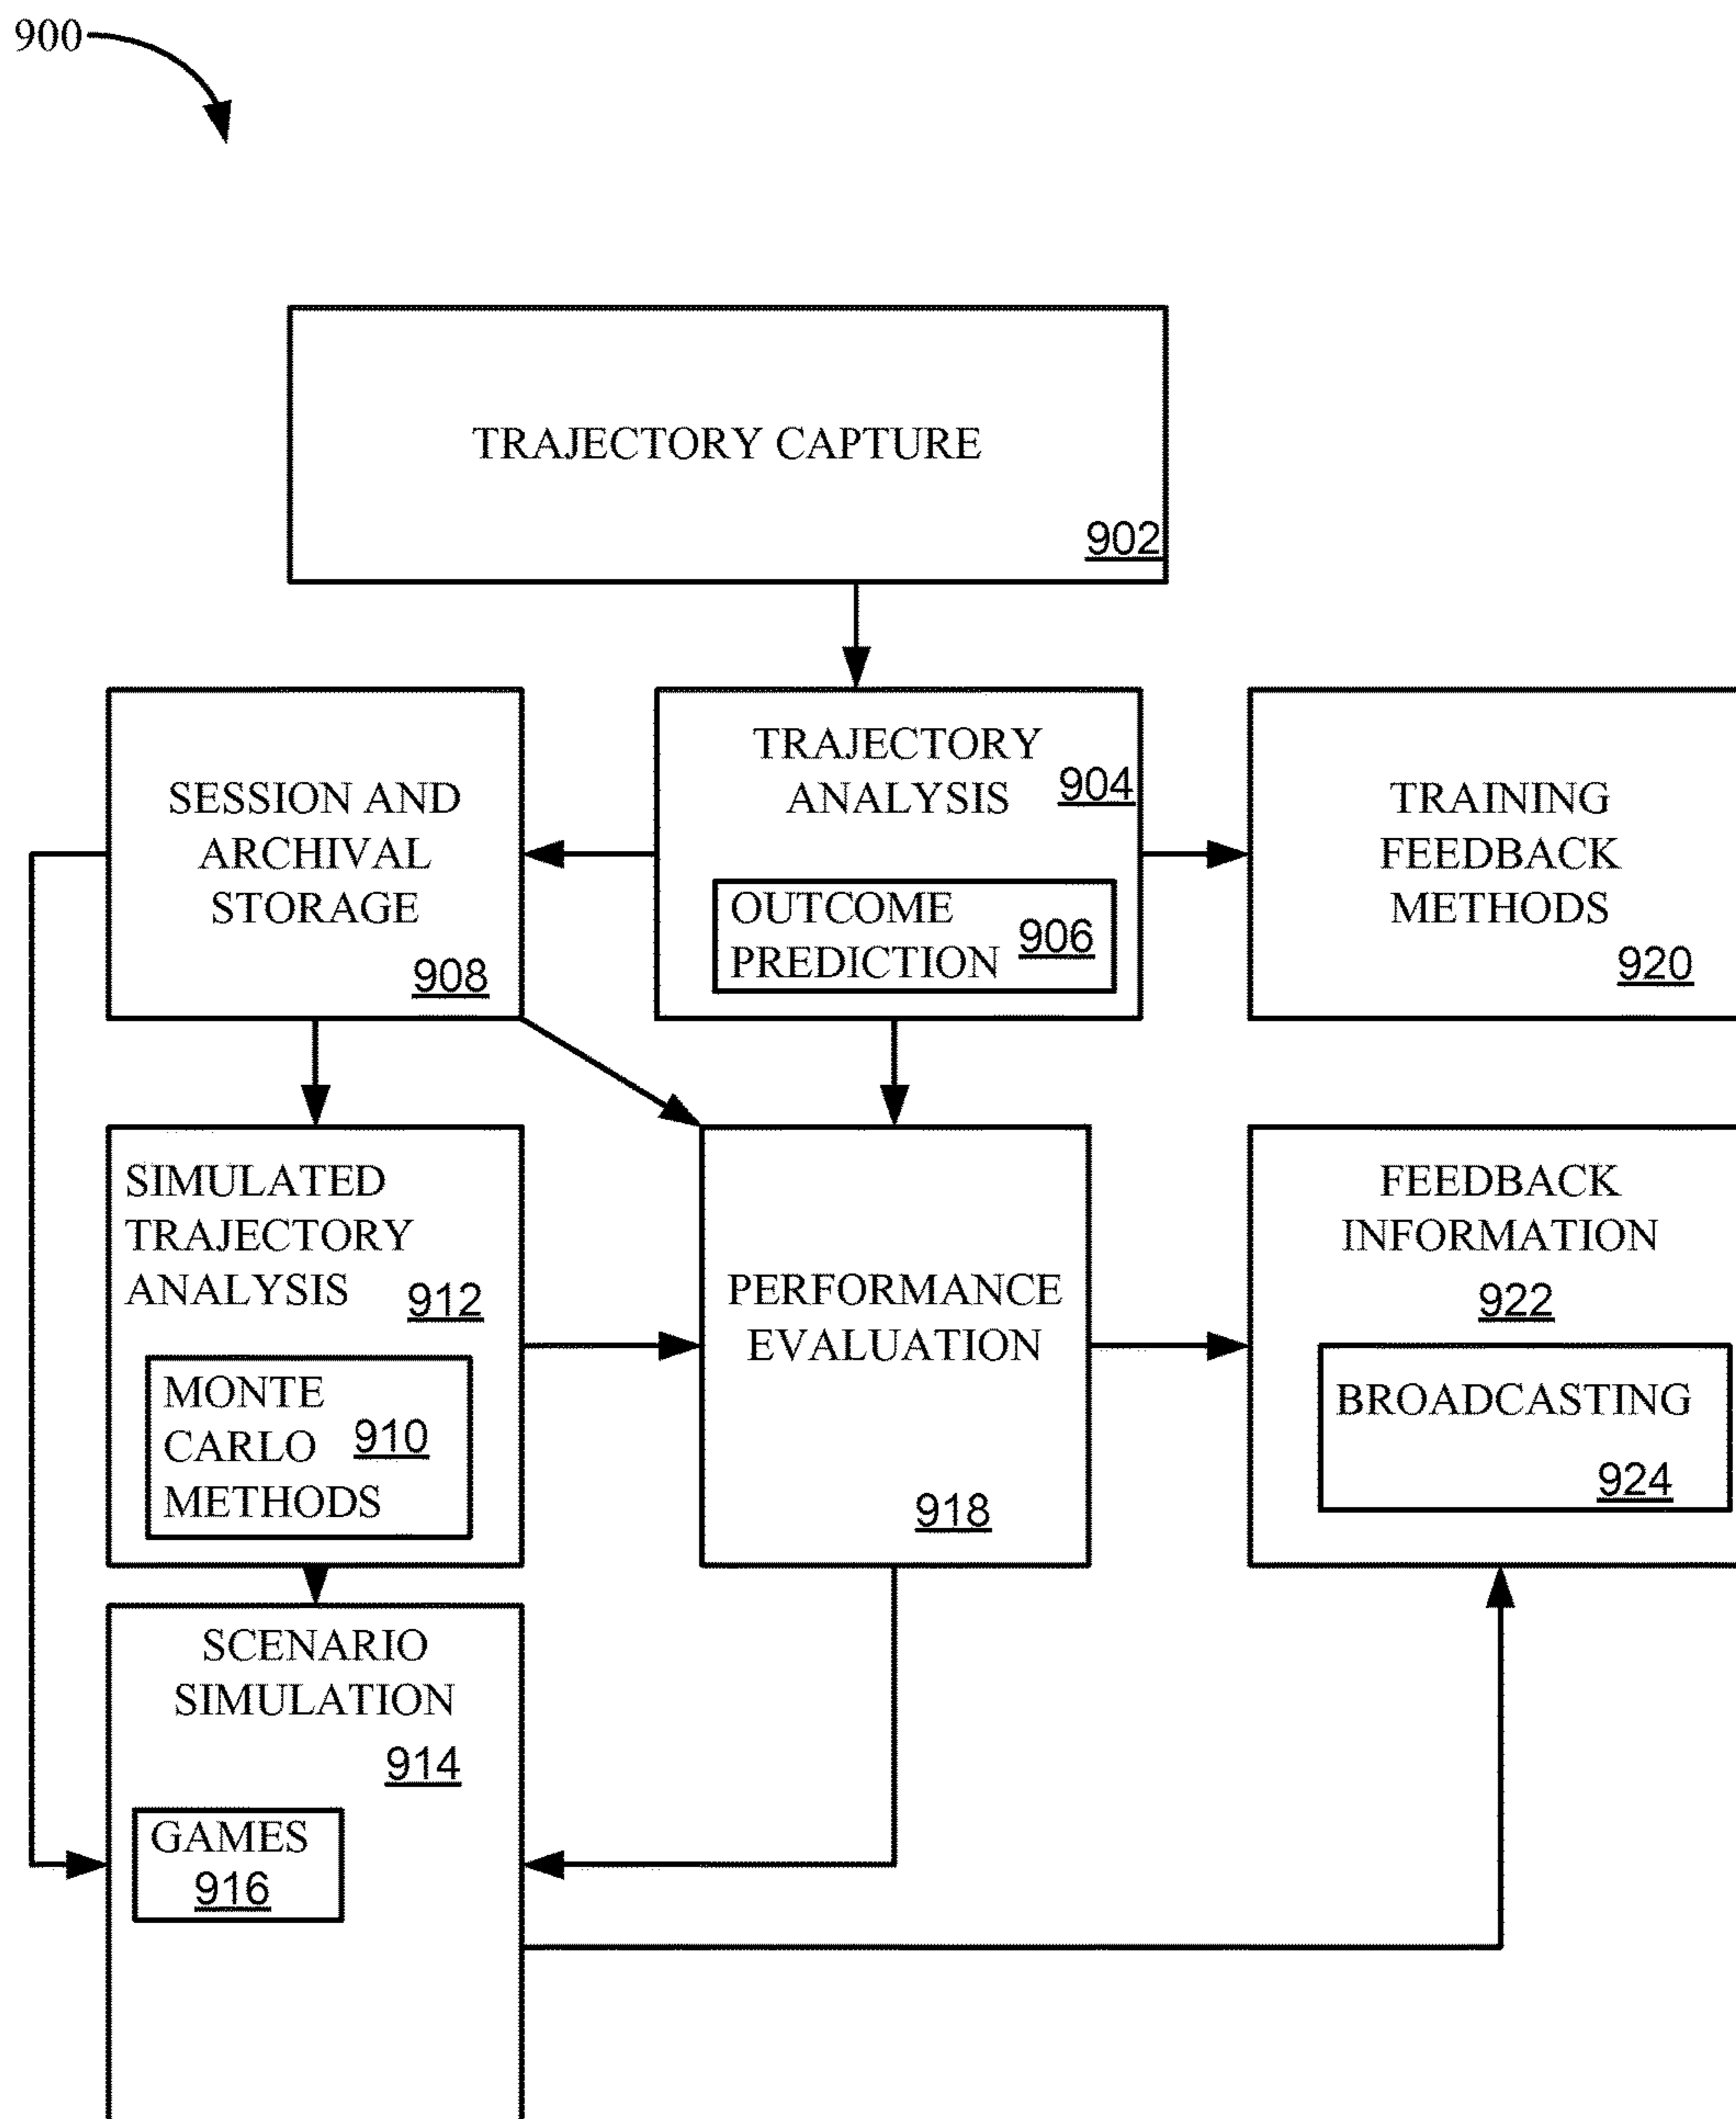 900
TRAJECTORY CAPTURE
902
SESSION AND
ARCHIVAL
STORAGE
908
TRAJECTORY
ANALYSIS
904
OUTCOME
PREDICTION
906
TRAINING
FEEDBACK
METHODS
920
SIMULATED
TRAJECTORY
ANALYSIS
912
MONTE
CARLO
METHODS
910
PERFORMANCE
EVALUATION
918
FEEDBACK
INFORMATION
922
BROADCASTING
924
SCENARIO
SIMULATION
914
GAMES
916